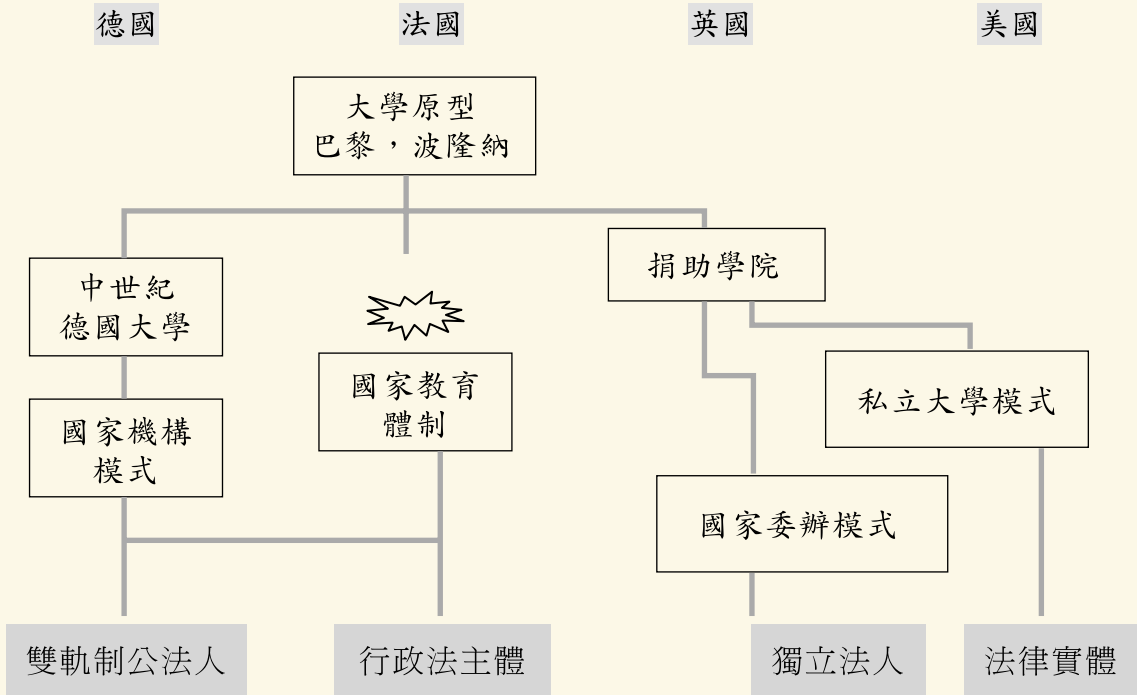 德國
法國
英國
美國
大學原型
巴黎，波隆納
捐助學院
中世紀
德國大學
國家教育
體制
私立大學模式
國家機構
模式
國家委辦模式
雙軌制公法人
行政法主體
獨立法人
法律實體